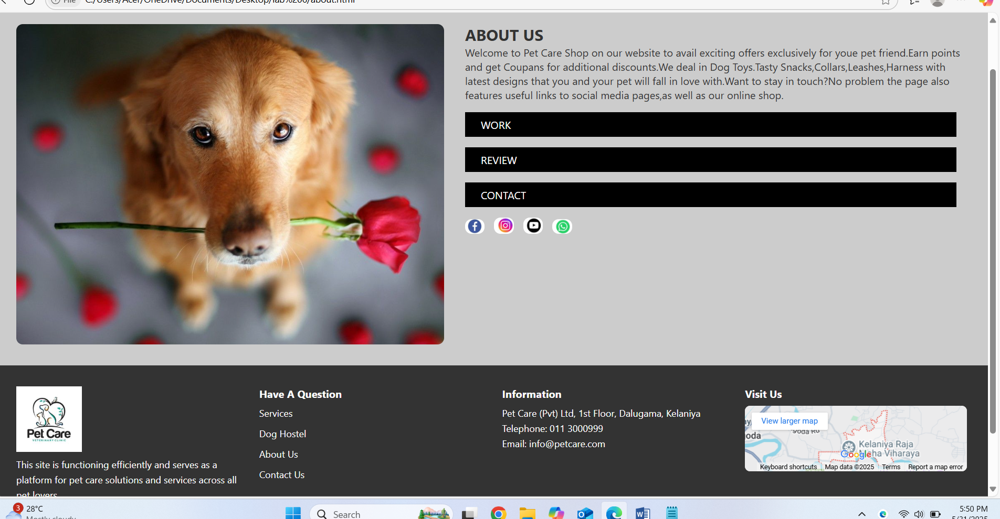 File
C:/Users/Acer/OneDrive/Documents/Desktop/lab%206/about.html
ABOUT US
Welcome to Pet Care Shop on our website to avail exciting offers exclusively for youe pet friend.Earn points
and get Coupans for additional discounts.We deal in Dog Toys.Tasty Snacks,Collars,Leashes,Harness with
latest designs that you and your pet will fall in love with.Want to stay in touch?No problem the page also
features useful links to social media pages,as well as our online shop.
WORK
REVIEW
CONTACT
Pet Care
VETERINARY CLINIC
This site is functioning efficiently and serves as a
platform for pet care solutions and services across all
pet lovers
Have A Question
Services
Dog Hostel
About Us
Contact Us
Information
Pet Care (Pvt) Ltd, 1st Floor, Dalugama, Kelaniya
Telephone: 011 3000999
Email: info@petcare.com
Visit Us
View larger map
Kelaniya Raja
Maha Viharaya
Google
Keyboard shortcuts
Map data ©2025
Terms
Report a map error
3
28°C
Mostly cloudy
Search
5:50 PM
5/31/2025